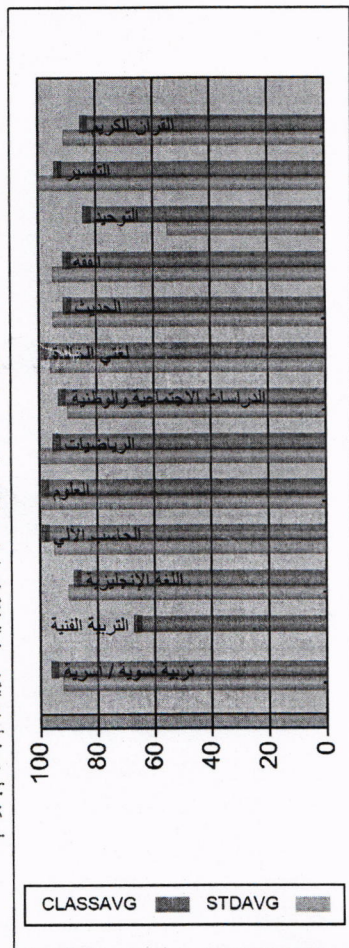 القرآن الكريم
التفسير
التوحيد
الفقه
الحديث
لغتي الخالدة
الدراسات الاجتماعية والوطنية
الرياضيات
العلوم
الحاسب الآلي
اللغة الإنجليزية
التربية الفنية
تربية نسوية / أسرية
100
80
60
40
20
0
CLASSAVG STDAVG